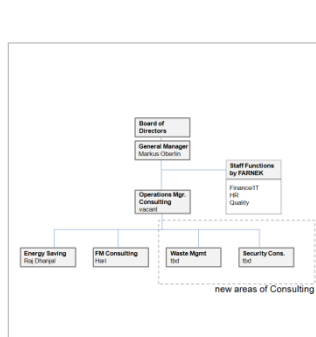 Board of
Directors
General Manager
Markus Oberlin
Staff Functions
by FARNEK
Finance/IT
HR
Quality
Operations Mgr.
Consulting
vacant
Energy Saving
Raj Dhanjal
FM Consulting
Hari
Waste Mgmt
tbd
Security Cons.
tbd
new areas of Consulting